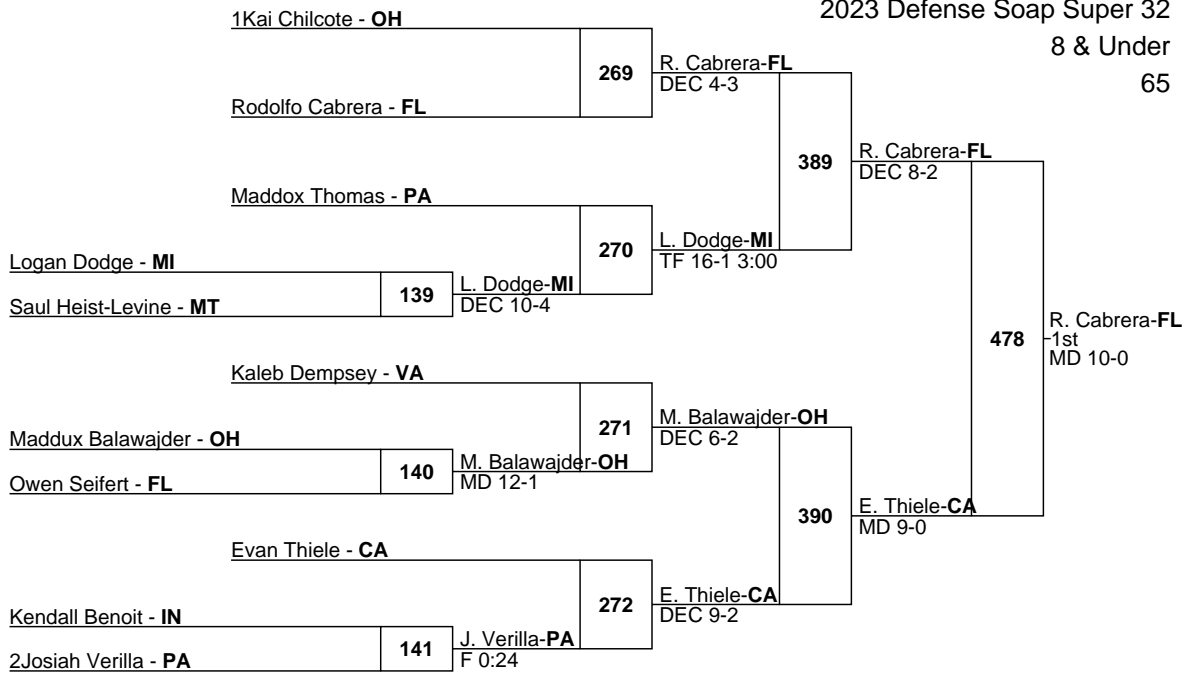 2023 Defense Soap Super 32
8 & Under
65
1Kai Chilcote - OH
269
R. Cabrera-FL
DEC 4-3
Rodolfo Cabrera - FL
389
R. Cabrera-FL
DEC 8-2
Maddox Thomas - PA
270
L. Dodge-MI
TF 16-1 3:00
Logan Dodge - MI
139
L. Dodge-MI
DEC 10-4
Saul Heist-Levine - MT
478
R. Cabrera-FL
1st
MD 10-0
Kaleb Dempsey - VA
271
M. Balawajder-OH
DEC 6-2
Maddux Balawajder - OH
140
M. Balawajder-OH
MD 12-1
Owen Seifert - FL
390
E. Thiele-CA
MD 9-0
Evan Thiele - CA
272
E. Thiele-CA
DEC 9-2
Kendall Benoit - IN
141
J. Verilla-PA
F 0:24
2Josiah Verilla - PA